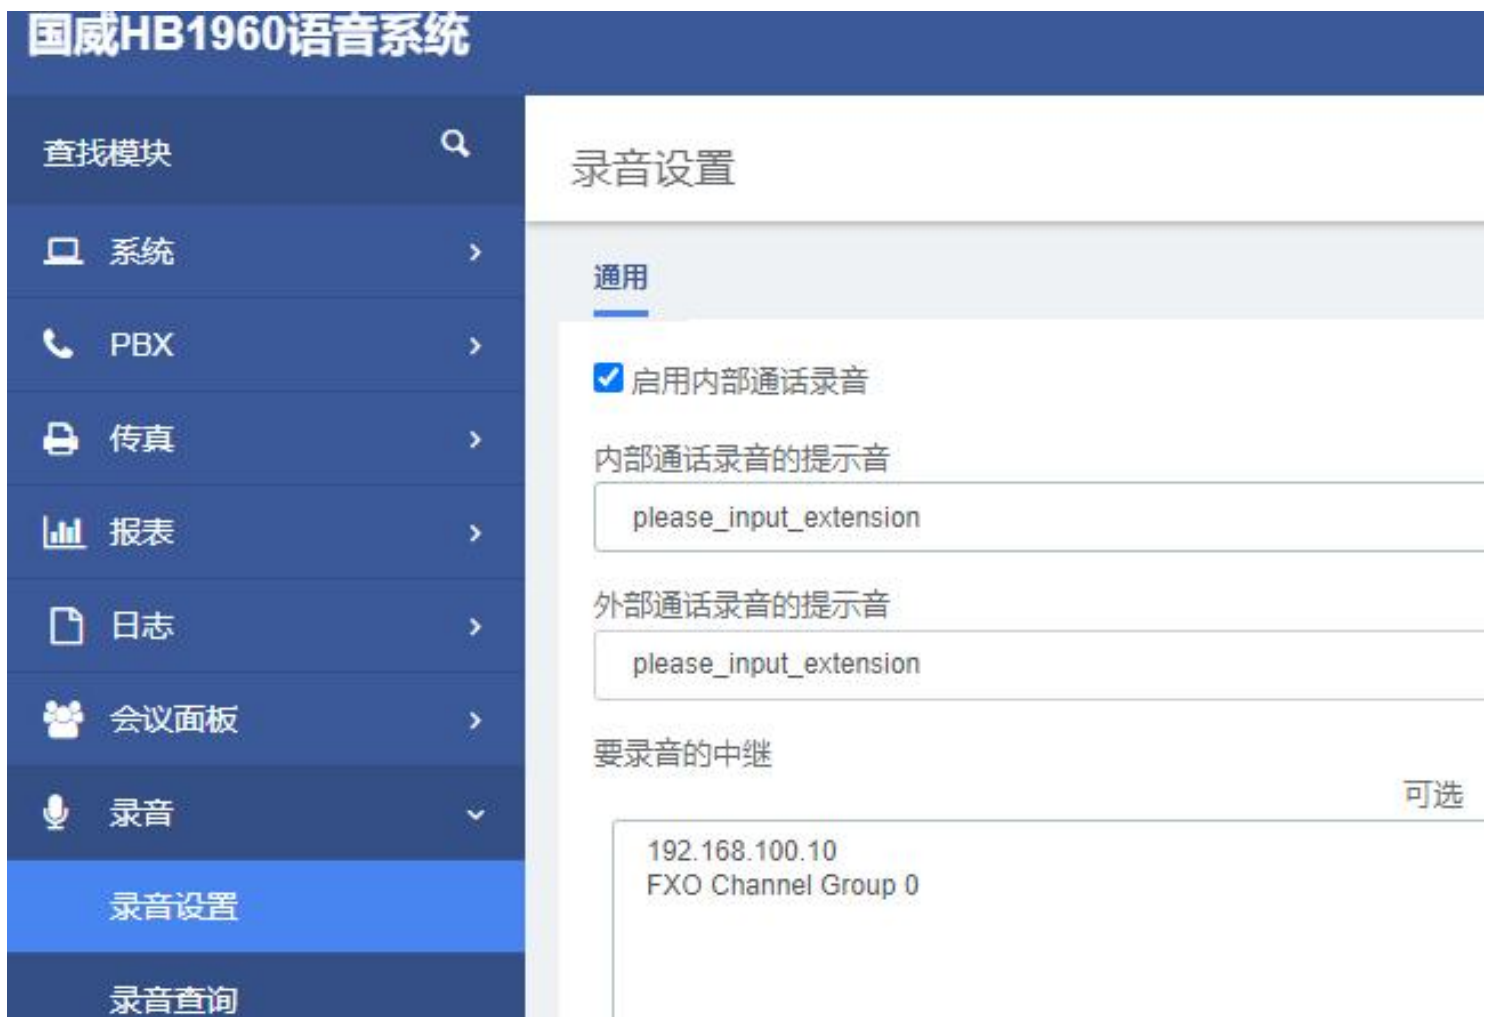 国威HB1960语音系统
查找模块
系统
PBX
传真
报表
日志
会议面板
录音
录音设置
录音查询
录音设置
通用
启用内部通话录音
内部通话录音的提示音
please_input_extension
外部通话录音的提示音
please_input_extension
要录音的中继
可选
192.168.100.10
FXO Channel Group 0